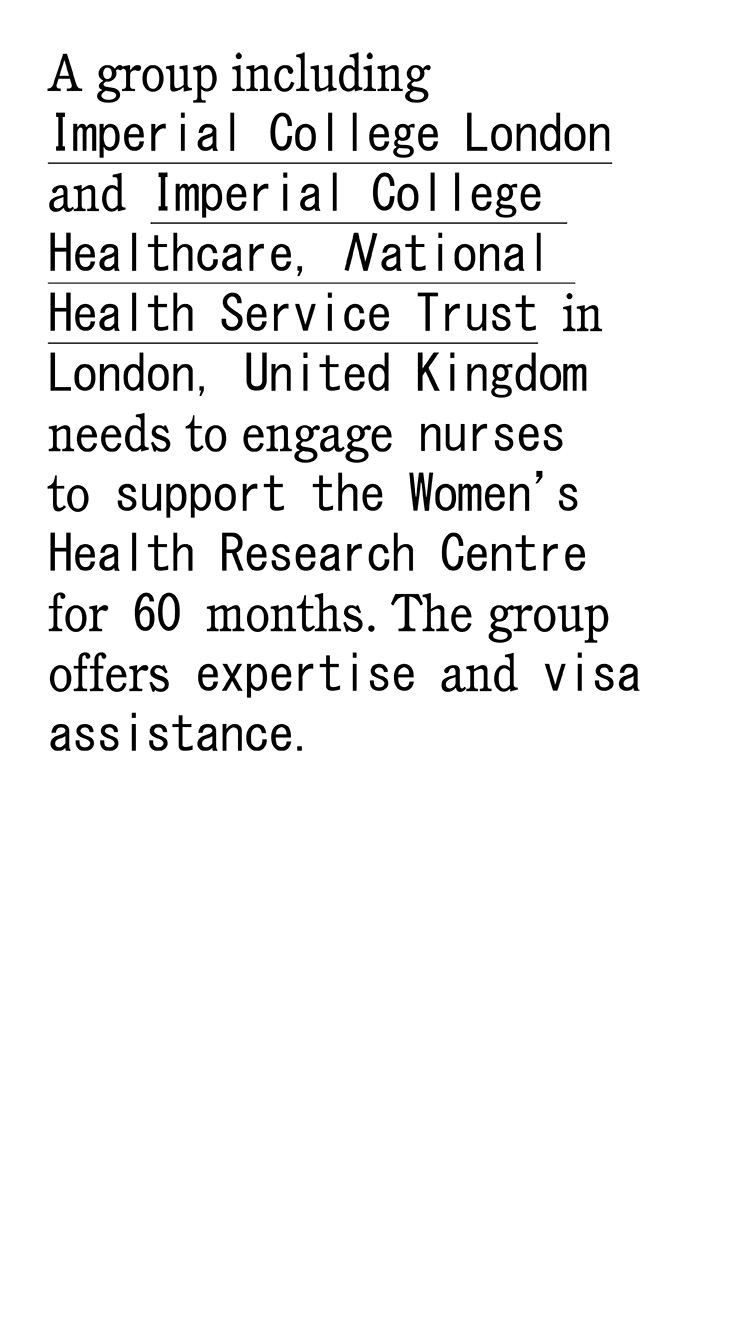 A group including
Imperial College London
and Imperial College
Healthcare, National
Health Service Trust in
London, United Kingdom
needs to engage nurses
to support the Women's
Health Research Centre
for 60 months. The group
offers expertise and visa
assistance.